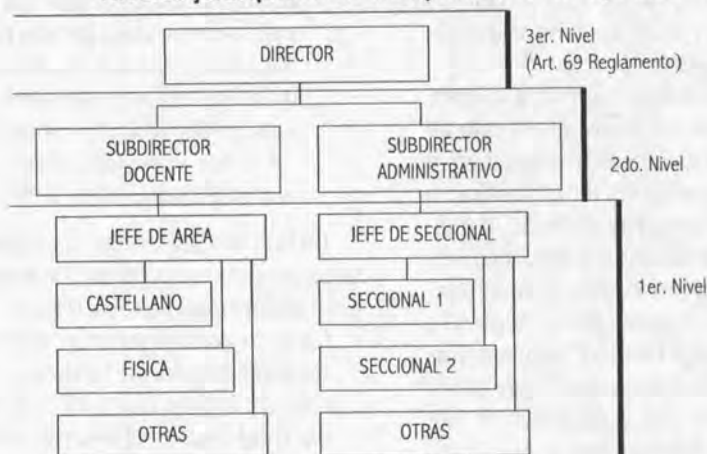 DIRECTOR
3er. Nivel
(Art. 69 Reglamento)
SUBDIRECTOR
DOCENTE
SUBDIRECTOR
ADMINISTRATIVO
2do. Nivel
JEFE DE AREA
JEFE DE SECCIONAL
1er. Nivel
CASTELLANO
SECCIONAL 1
FISICA
SECCIONAL 2
OTRAS
OTRAS